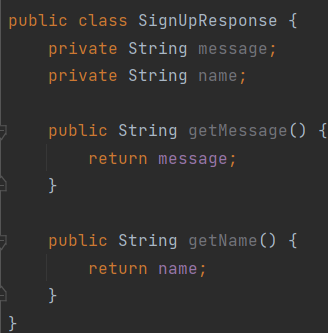 public class SignUpResponse {
    private String message;
    private String name;

    public String getMessage() {
        return message;
    }

    public String getName() {
        return name;
    }
}